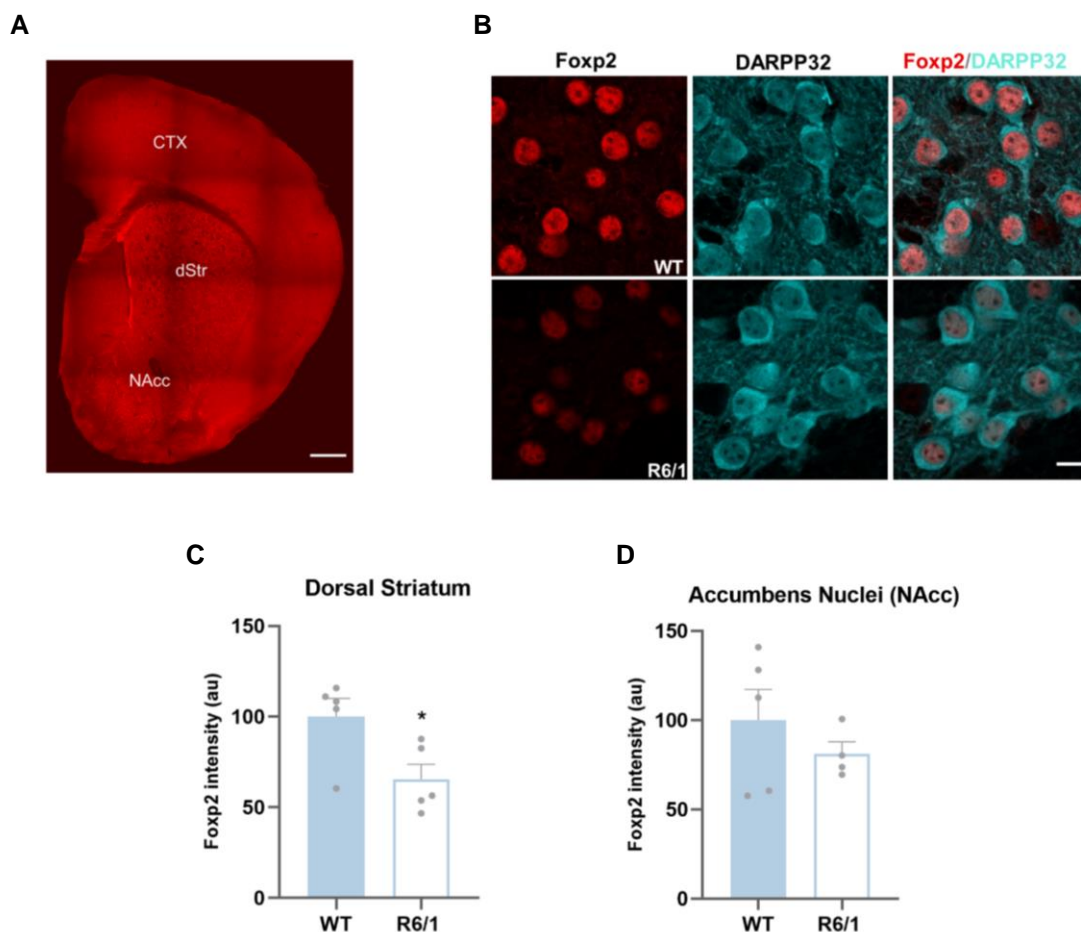 A
CTX
dStr
NAcc
B
Foxp2 DARPP32 Foxp2/DARPP32
WT
R6/1
C
Dorsal Striatum
Foxp2 intensity (au)
150
100
50
0
*
WT R6/1
D
Accumbens Nuclei (NAcc)
Foxp2 intensity (au)
150
100
50
0
WT R6/1